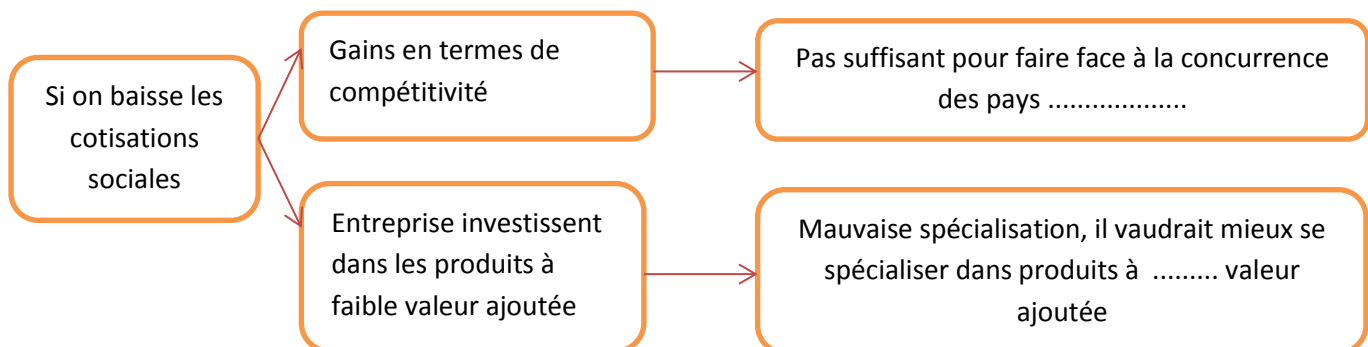 Si on baisse les
cotisations
sociales
Gains en termes de
compétitivité
Pas suffisant pour faire face à la concurrence
des pays ...................
Entreprise investissent
dans les produits à
faible valeur ajoutée
Mauvaise spécialisation, il vaudrait mieux se
spécialiser dans produits à ......... valeur
ajoutée